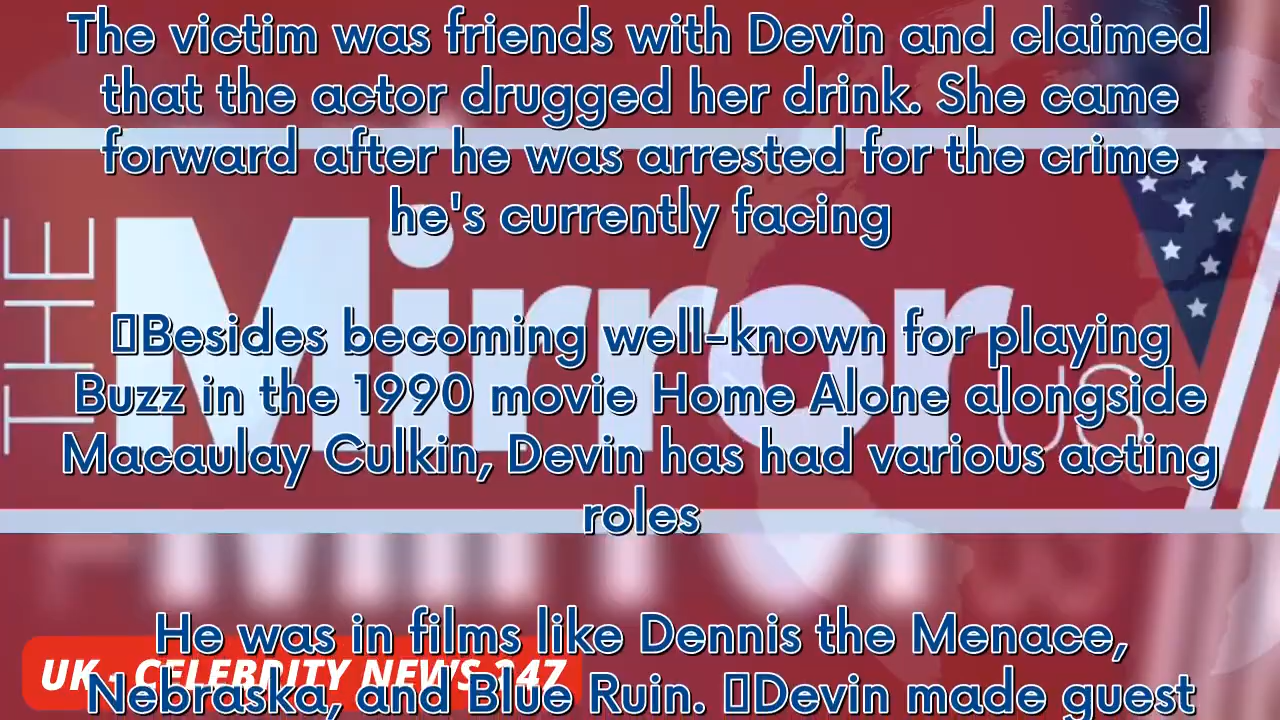 The victim was friends with Devin and claimed
that the actor drugged her drink. She came
forward after he was arrested for the crime
he's currently facing
THE
Mirror
US
Besides becoming well-known for playing
Buzz in the 1990 movie Home Alone alongside
Macaulay Culkin, Devin has had various acting
roles
He was in films like Dennis the Menace,
UK - CELEBRITY NEWS 247
Nebraska, and Blue Ruin. Devin made guest